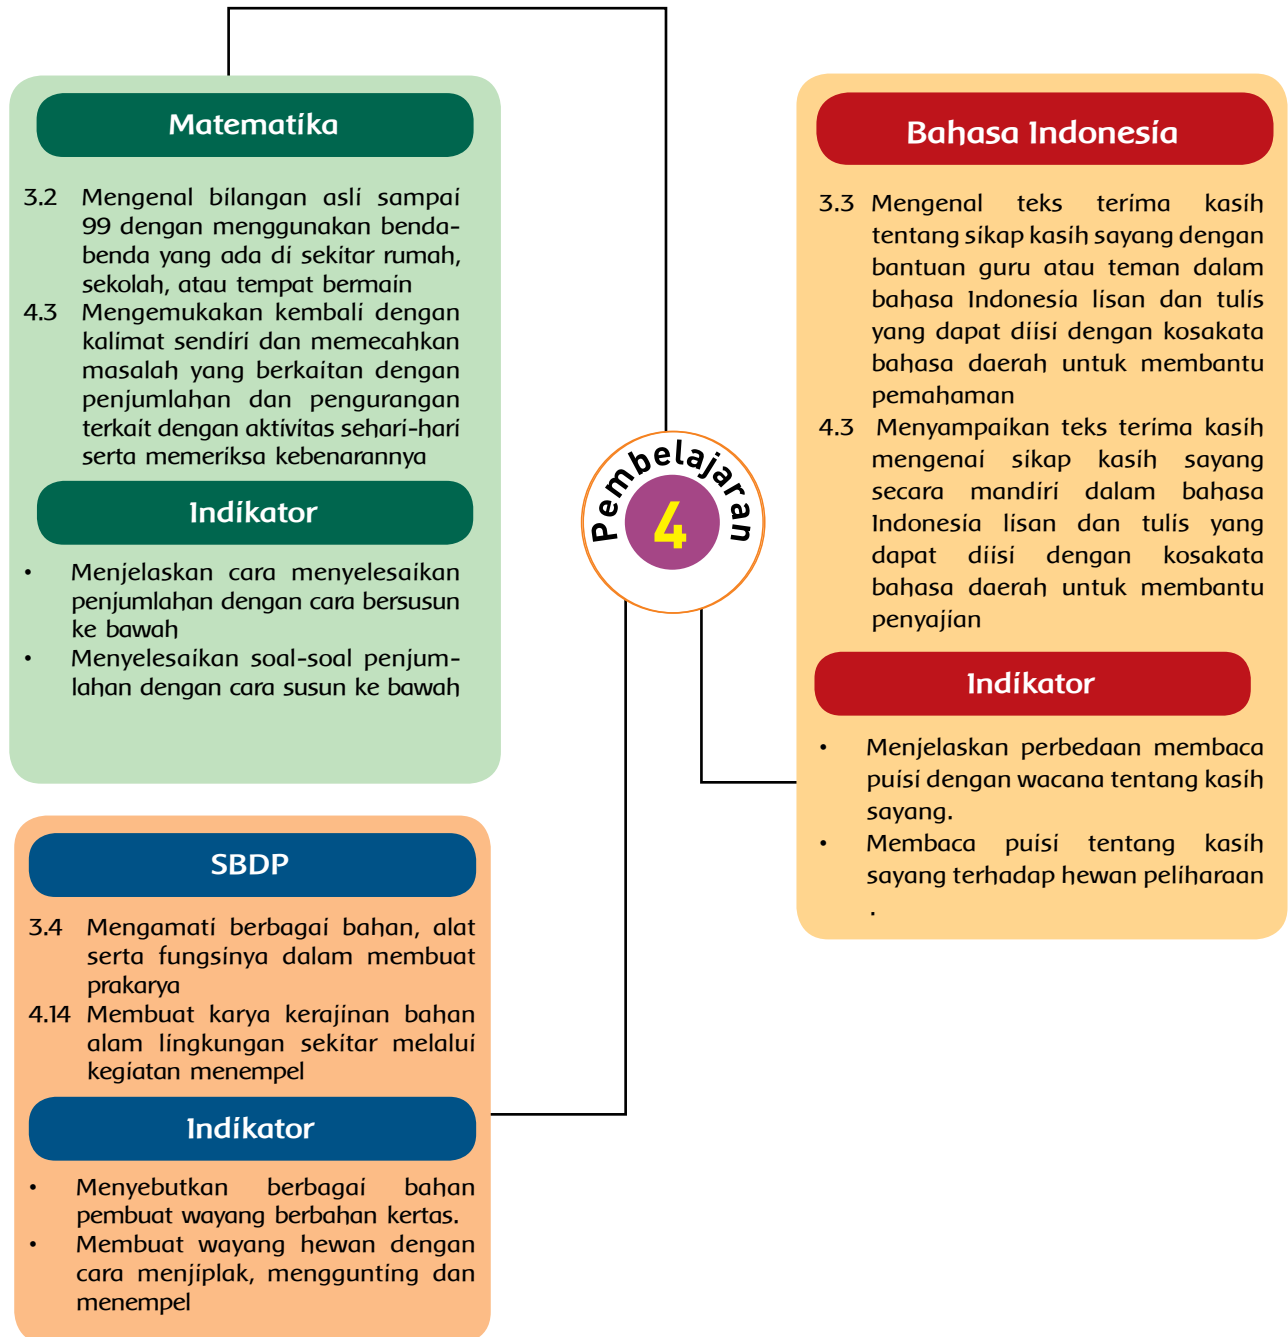 Matematika
3.2 Mengenal bilangan asli sampai
99 dengan menggunakan benda-
benda yang ada di sekitar rumah,
sekolah, atau tempat bermain
4.3 Mengemukakan kembali dengan
kalimat sendiri dan memecahkan
masalah yang berkaitan dengan
penjumlahan dan pengurangan
terkait dengan aktivitas sehari-hari
serta memeriksa kebenarannya
Indikator
• Menjelaskan cara menyelesaikan
penjumlahan dengan cara bersusun
ke bawah
• Menyelesaikan soal-soal penjum-
lahan dengan cara susun ke bawah
Pembelajaran
4
Bahasa Indonesia
3.3 Mengenal teks terima kasih
tentang sikap kasih sayang dengan
bantuan guru atau teman dalam
bahasa Indonesia lisan dan tulis
yang dapat diisi dengan kosakata
bahasa daerah untuk membantu
pemahaman
4.3 Menyampaikan teks terima kasih
mengenai sikap kasih sayang
secara mandiri dalam bahasa
Indonesia lisan dan tulis yang
dapat diisi dengan kosakata
bahasa daerah untuk membantu
penyajian
Indikator
• Menjelaskan perbedaan membaca
puisi dengan wacana tentang kasih
sayang.
• Membaca puisi tentang kasih
sayang terhadap hewan peliharaan
.
SBDP
3.4 Mengamati berbagai bahan, alat
serta fungsinya dalam membuat
prakarya
4.14 Membuat karya kerajinan bahan
alam lingkungan sekitar melalui
kegiatan menempel
Indikator
• Menyebutkan berbagai bahan
pembuat wayang berbahan kertas.
• Membuat wayang hewan dengan
cara menjiplak, menggunting dan
menempel